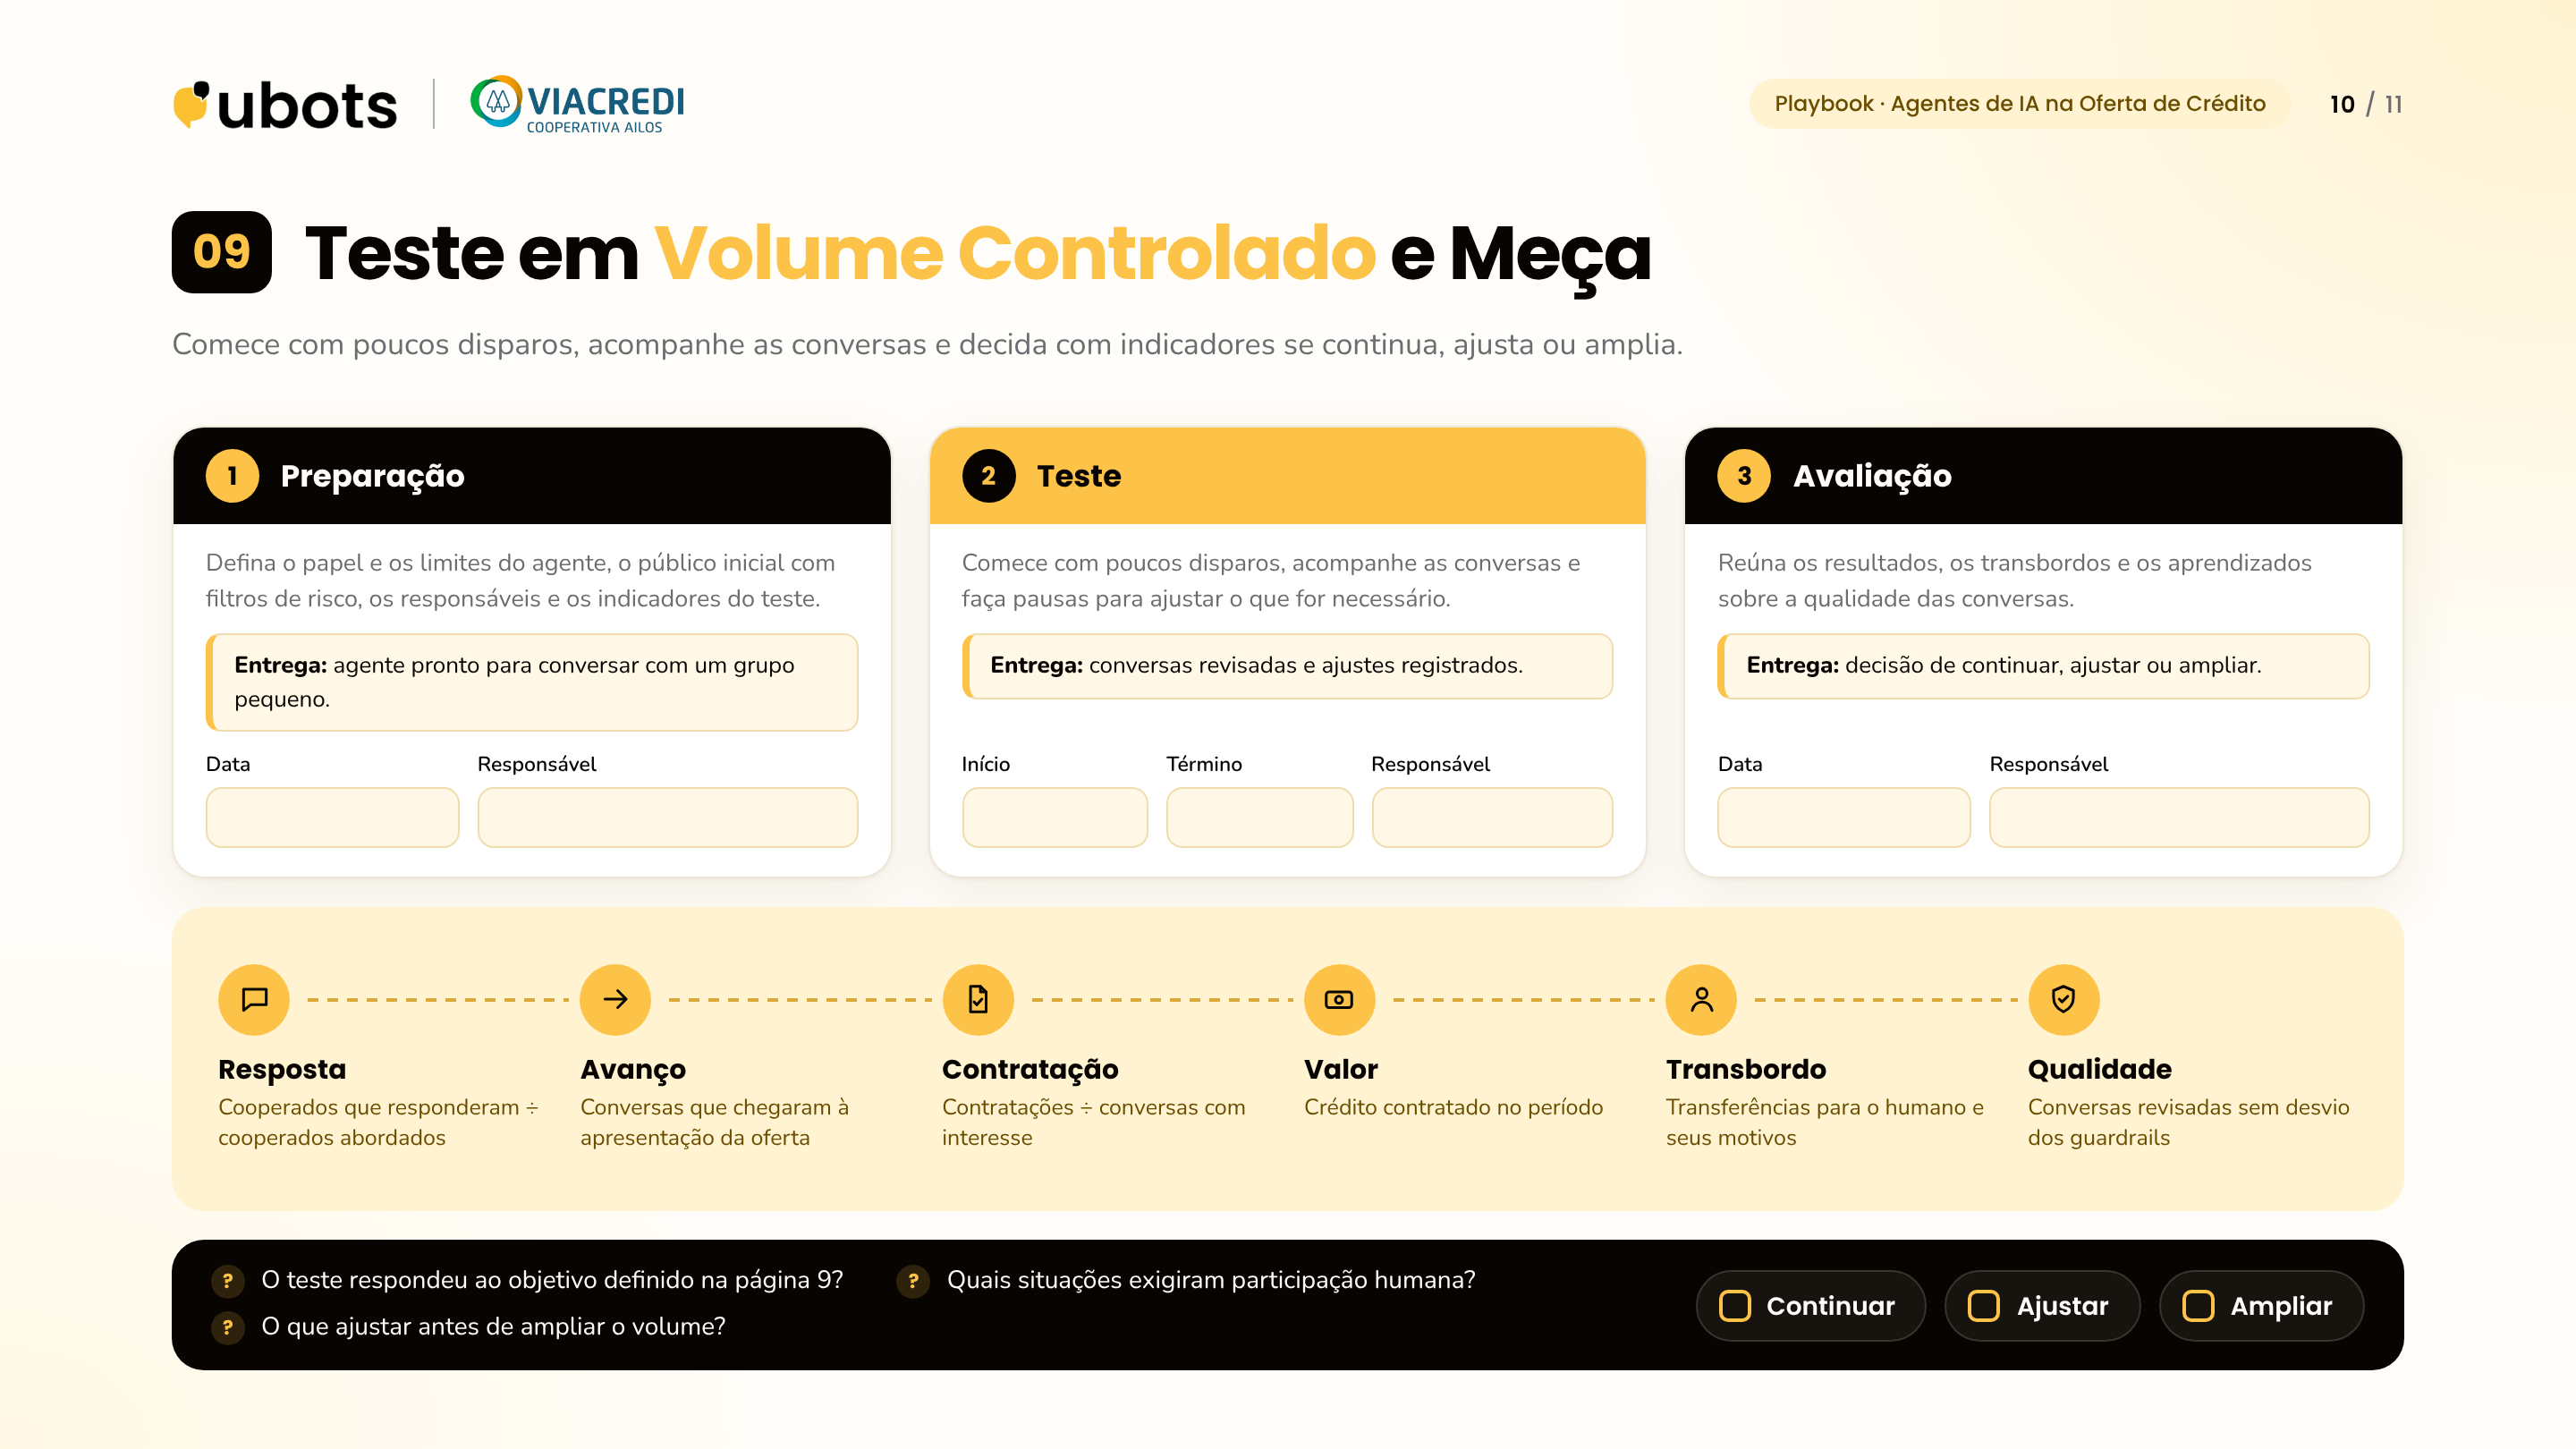 ubots
VIACREDI
COOPERATIVA AILOS
Playbook · Agentes de IA na Oferta de Crédito
10 / 11
09
Teste em Volume Controlado e Meça
Comece com poucos disparos, acompanhe as conversas e decida com indicadores se continua, ajusta ou amplia.
1
Preparação
Defina o papel e os limites do agente, o público inicial com
filtros de risco, os responsáveis e os indicadores do teste.
Entrega: agente pronto para conversar com um grupo
pequeno.
Data
Responsável
2
Teste
Comece com poucos disparos, acompanhe as conversas e
faça pausas para ajustar o que for necessário.
Entrega: conversas revisadas e ajustes registrados.
Início
Término
Responsável
3
Avaliação
Reúna os resultados, os transbordos e os aprendizados
sobre a qualidade das conversas.
Entrega: decisão de continuar, ajustar ou ampliar.
Data
Responsável
Resposta
Cooperados que responderam ÷
cooperados abordados
Avanço
Conversas que chegaram à
apresentação da oferta
Contratação
Contratações ÷ conversas com
interesse
Valor
Crédito contratado no período
Transbordo
Transferências para o humano e
seus motivos
Qualidade
Conversas revisadas sem desvio
dos guardrails
? O teste respondeu ao objetivo definido na página 9?
? Quais situações exigiram participação humana?
? O que ajustar antes de ampliar o volume?
Continuar
Ajustar
Ampliar